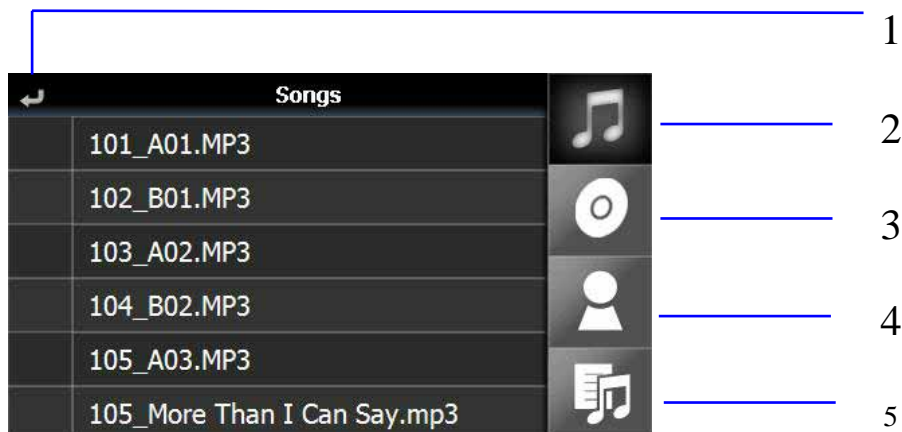 1
Songs
2
101_A01.MP3
102_B01.MP3
3
103_A02.MP3
104_B02.MP3
4
105_A03.MP3
105_More Than I Can Say.mp3
5